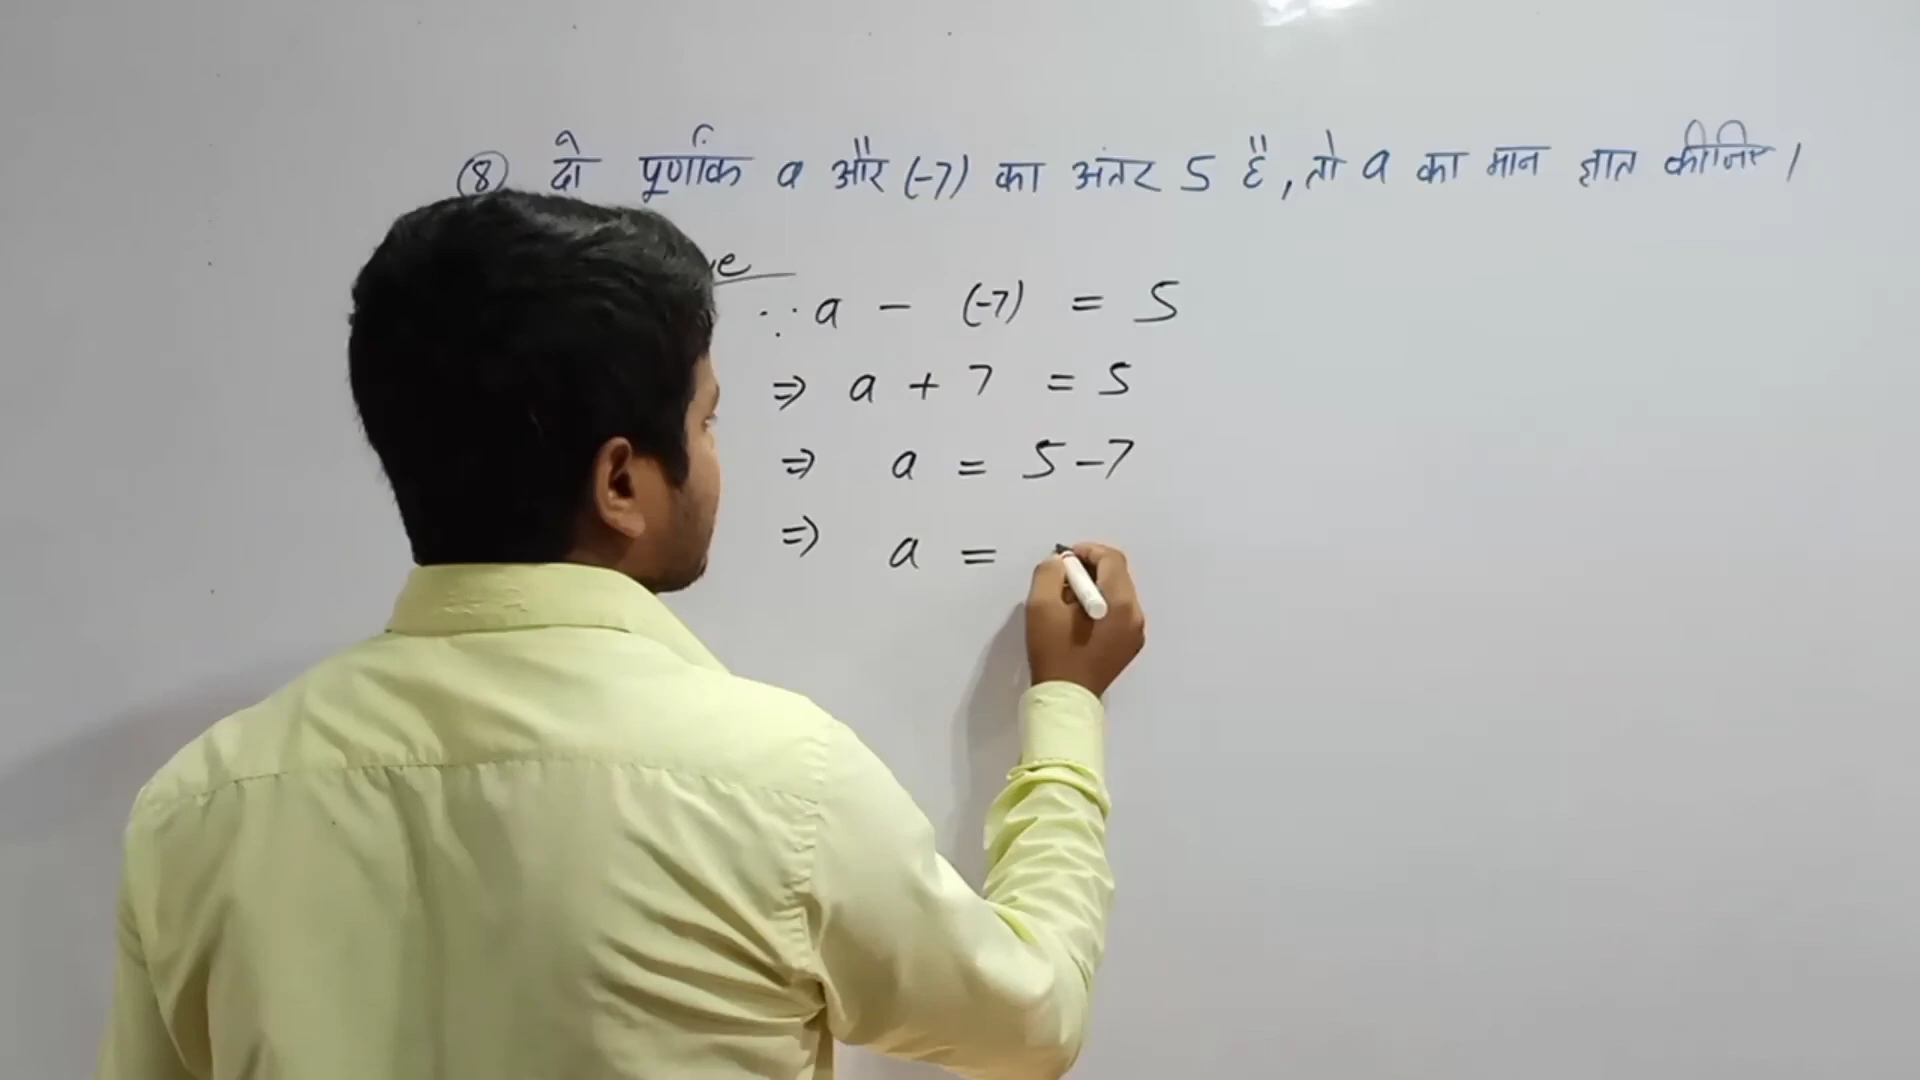 ⑧ दो पूर्णांक a और (-7) का अंतर 5 है, तो a का मान ज्ञात कीजिए।
∵ a - (-7) = 5
⇒ a + 7 = 5
⇒ a = 5-7
⇒ a =